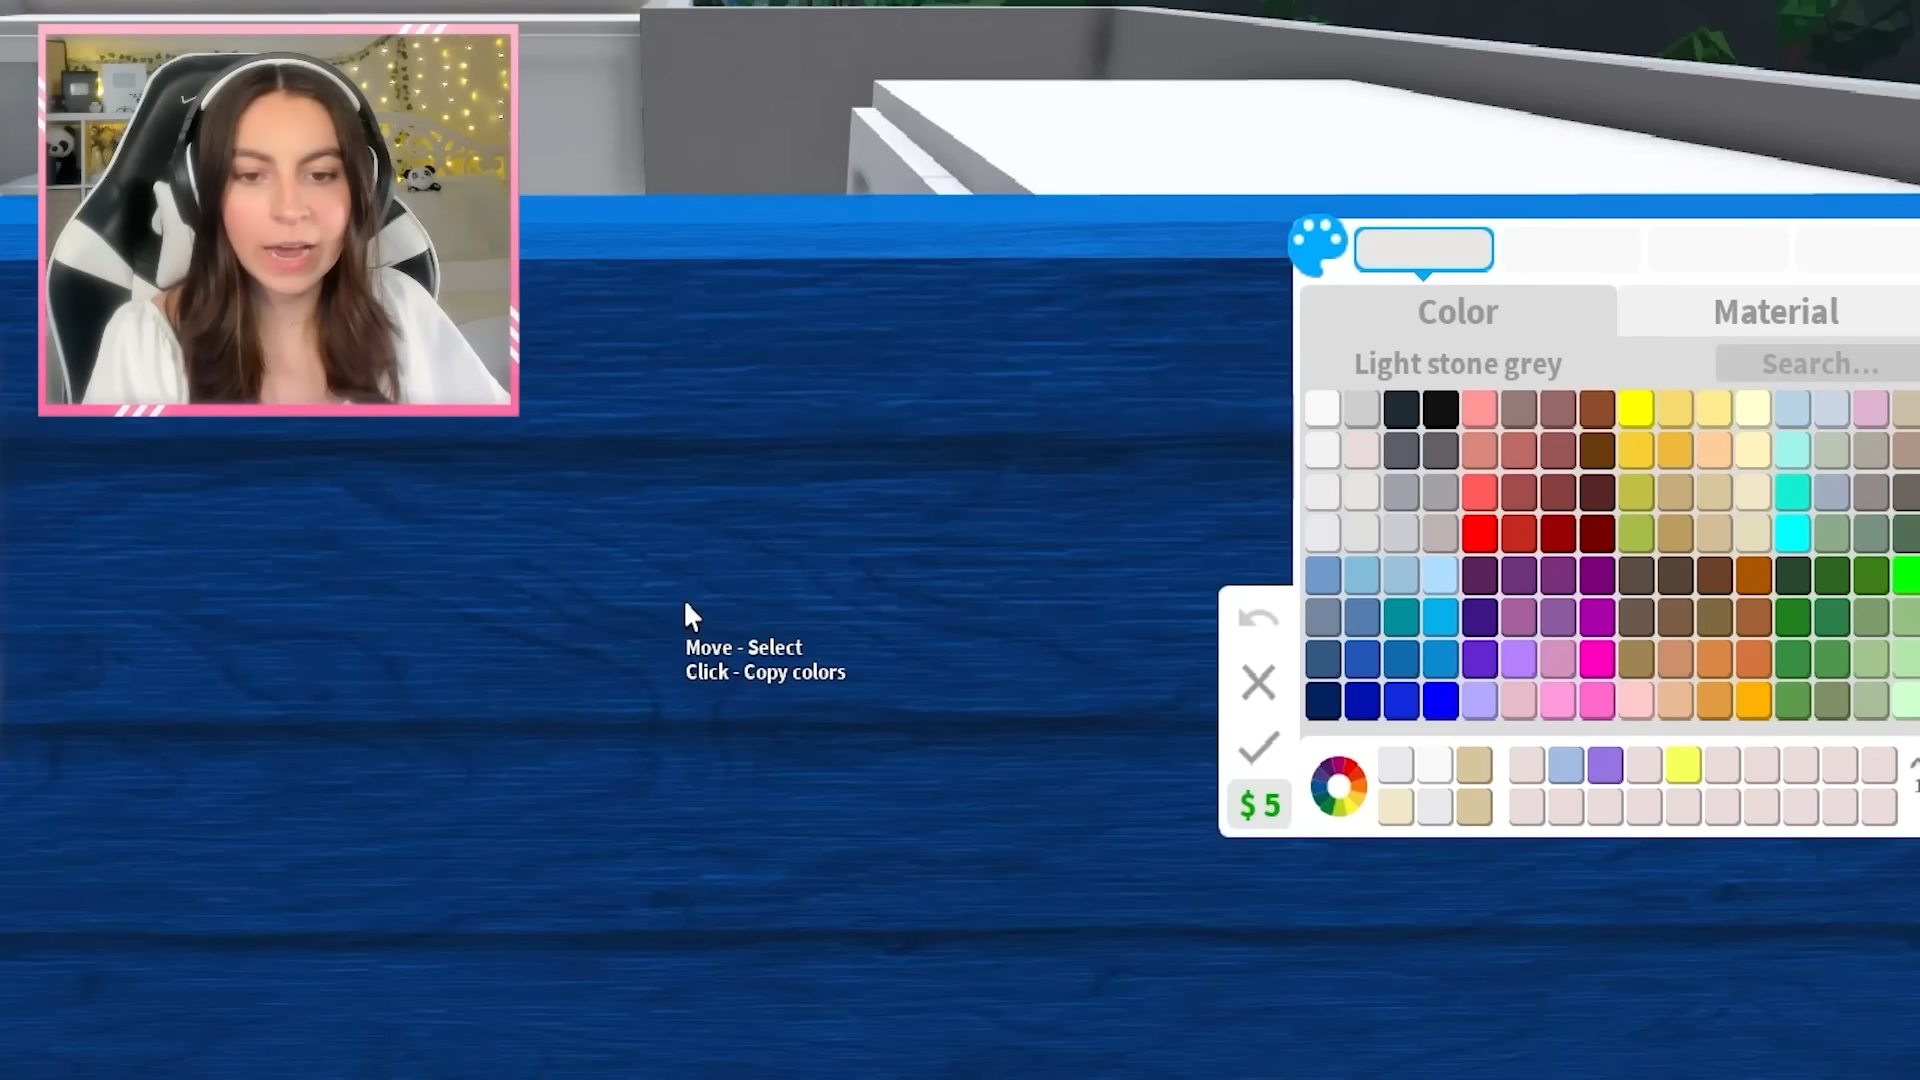 Color
Material
Light stone grey
Search...
Move - Select
Click - Copy colors
$ 5